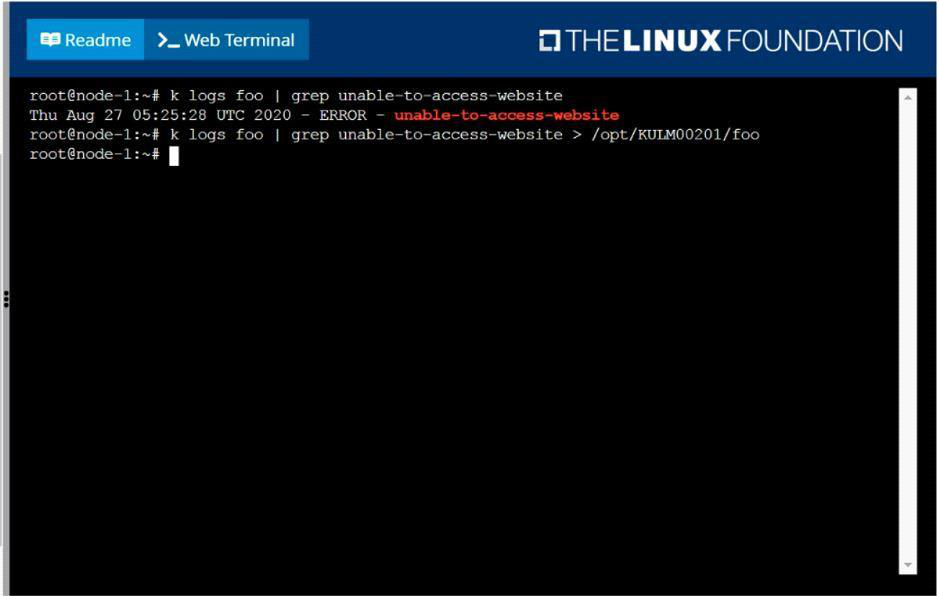 Readme
Web Terminal
THE LINUX FOUNDATION
root@node-1:~# k logs foo | grep unable-to-access-website
Thu Aug 27 05:25:28 UTC 2020 - ERROR - unable-to-access-website
root@node-1:~# k logs foo | grep unable-to-access-website > /opt/KULM00201/foo
root@node-1:~#